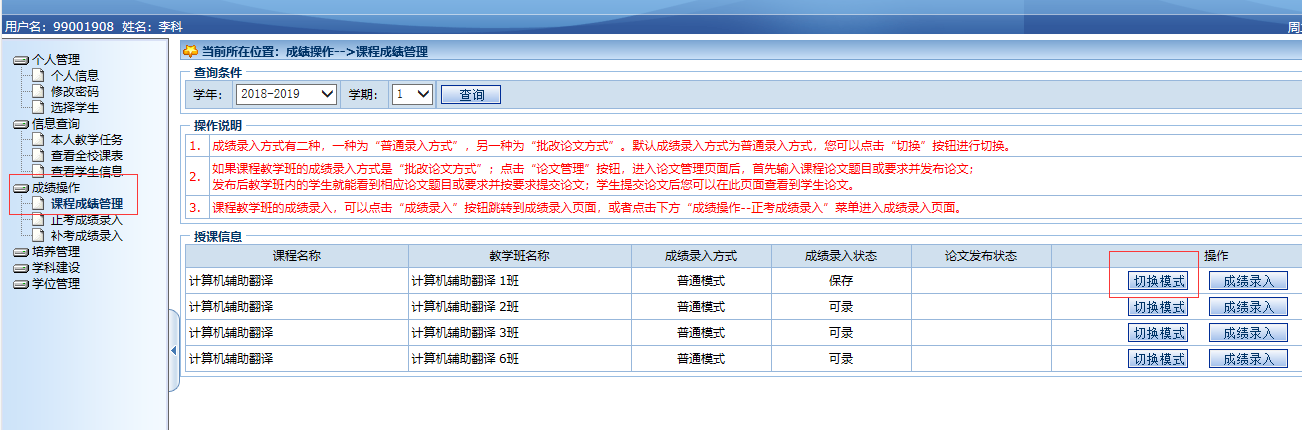 用户名：99001908 姓名：李科
周
当前所在位置：成绩操作-->课程成绩管理
个人管理
个人信息
修改密码
选择学生
信息查询
本人教学任务
查看全校课表
查看学生信息
成绩操作
课程成绩管理
正考成绩录入
补考成绩录入
培养管理
学科建设
学位管理
查询条件
学年： 2018-2019 学期： 1 查询
操作说明
1. 成绩录入方式有二种，一种为“普通录入方式”，另一种为“批改论文方式”。默认成绩录入方式为普通录入方式，您可以点击“切换”按钮进行切换。
2. 如果课程教学班的成绩录入方式是“批改论文方式”；点击“论文管理”按钮，进入论文管理页面后，首先输入课程论文题目或要求并发布论文；
发布后教学班内的学生就能看到相应论文题目或要求并按要求提交论文；学生提交论文后您可以在此页面查看到学生论文。
3. 课程教学班的成绩录入，可以点击“成绩录入”按钮跳转到成绩录入页面，或者点击下方“成绩操作--正考成绩录入”菜单进入成绩录入页面。
授课信息
课程名称 教学班名称 成绩录入方式 成绩录入状态 论文发布状态 操作
计算机辅助翻译 计算机辅助翻译 1班 普通模式 保存 切换模式 成绩录入
计算机辅助翻译 计算机辅助翻译 2班 普通模式 可录 切换模式 成绩录入
计算机辅助翻译 计算机辅助翻译 3班 普通模式 可录 切换模式 成绩录入
计算机辅助翻译 计算机辅助翻译 6班 普通模式 可录 切换模式 成绩录入